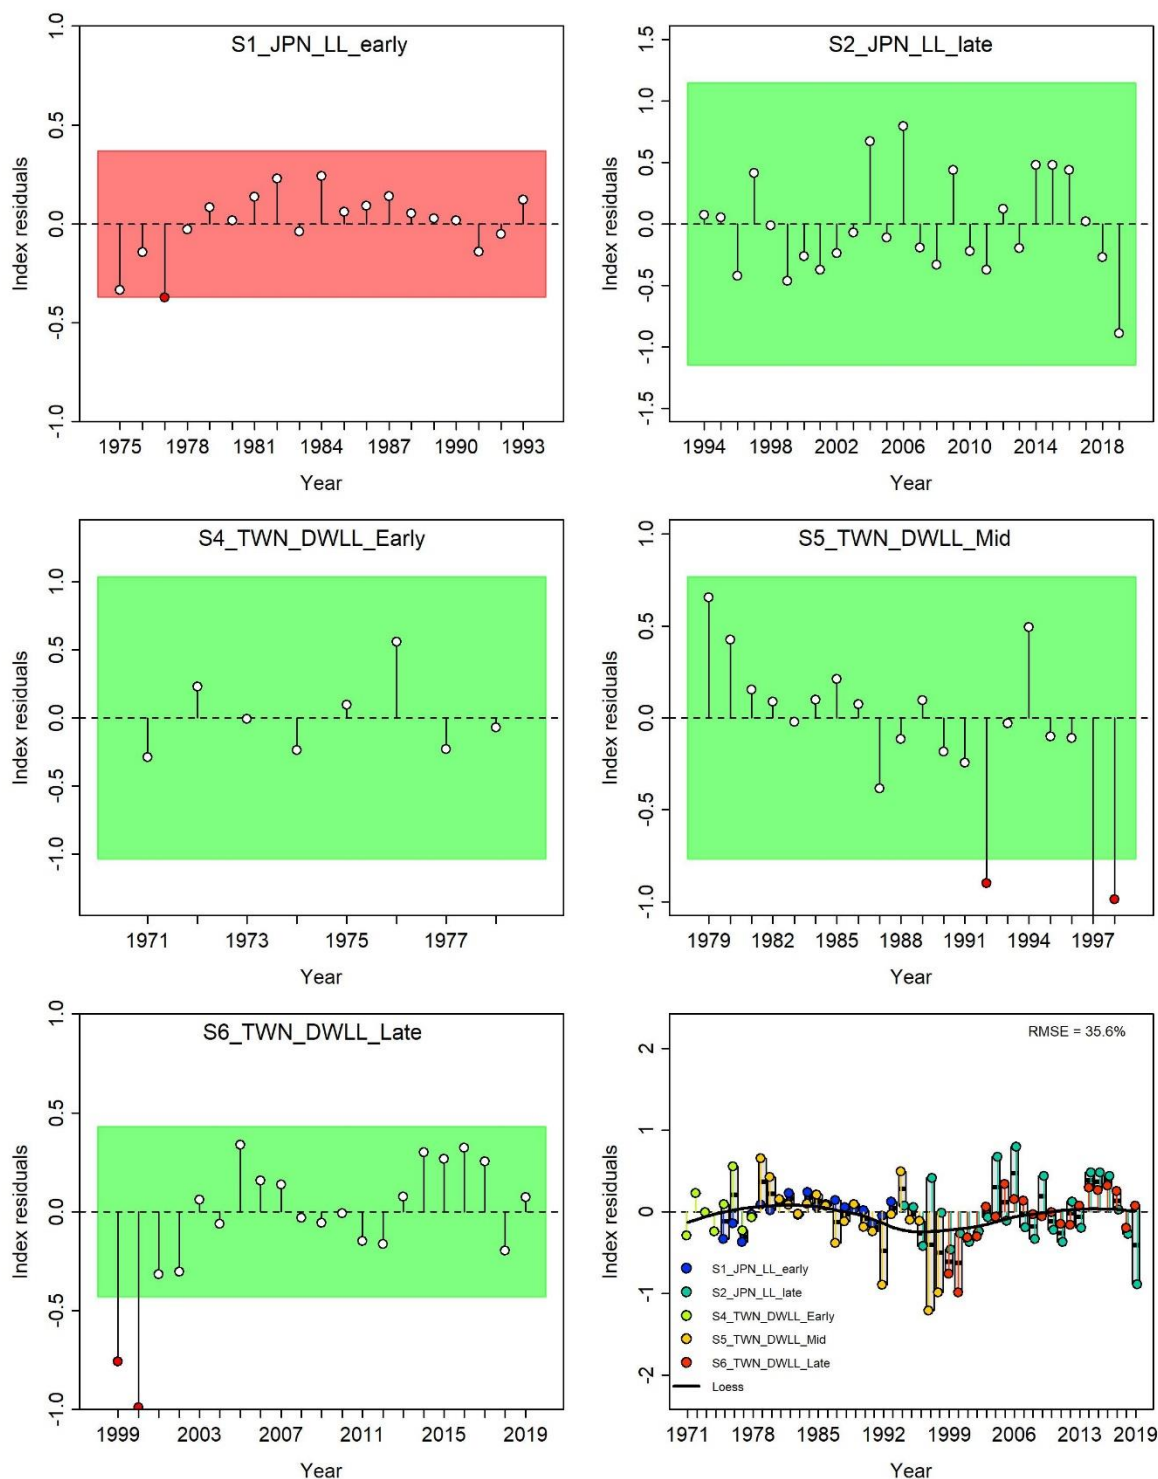 S1_JPN_LL_early
1.0
0.5
0.0
-0.5
-1.0
Index residuals
1975 1978 1981 1984 1987 1990 1993
Year
S2_JPN_LL_late
1.5
1.0
0.5
0.0
-0.5
-1.0
-1.5
Index residuals
1994 1998 2002 2006 2010 2014 2018
Year
S4_TWN_DWLL_Early
1.0
0.5
0.0
-0.5
-1.0
Index residuals
1971 1973 1975 1977
Year
S5_TWN_DWLL_Mid
1.0
0.5
0.0
-0.5
-1.0
Index residuals
1979 1982 1985 1988 1991 1994 1997
Year
S6_TWN_DWLL_Late
1.0
0.5
0.0
-0.5
-1.0
Index residuals
1999 2003 2007 2011 2015 2019
Year
RMSE = 35.6%
2
1
0
-1
-2
Index residuals
S1_JPN_LL_early
S2_JPN_LL_late
S4_TWN_DWLL_Early
S5_TWN_DWLL_Mid
S6_TWN_DWLL_Late
Loess
1971 1978 1985 1992 1999 2006 2013 2019
Year